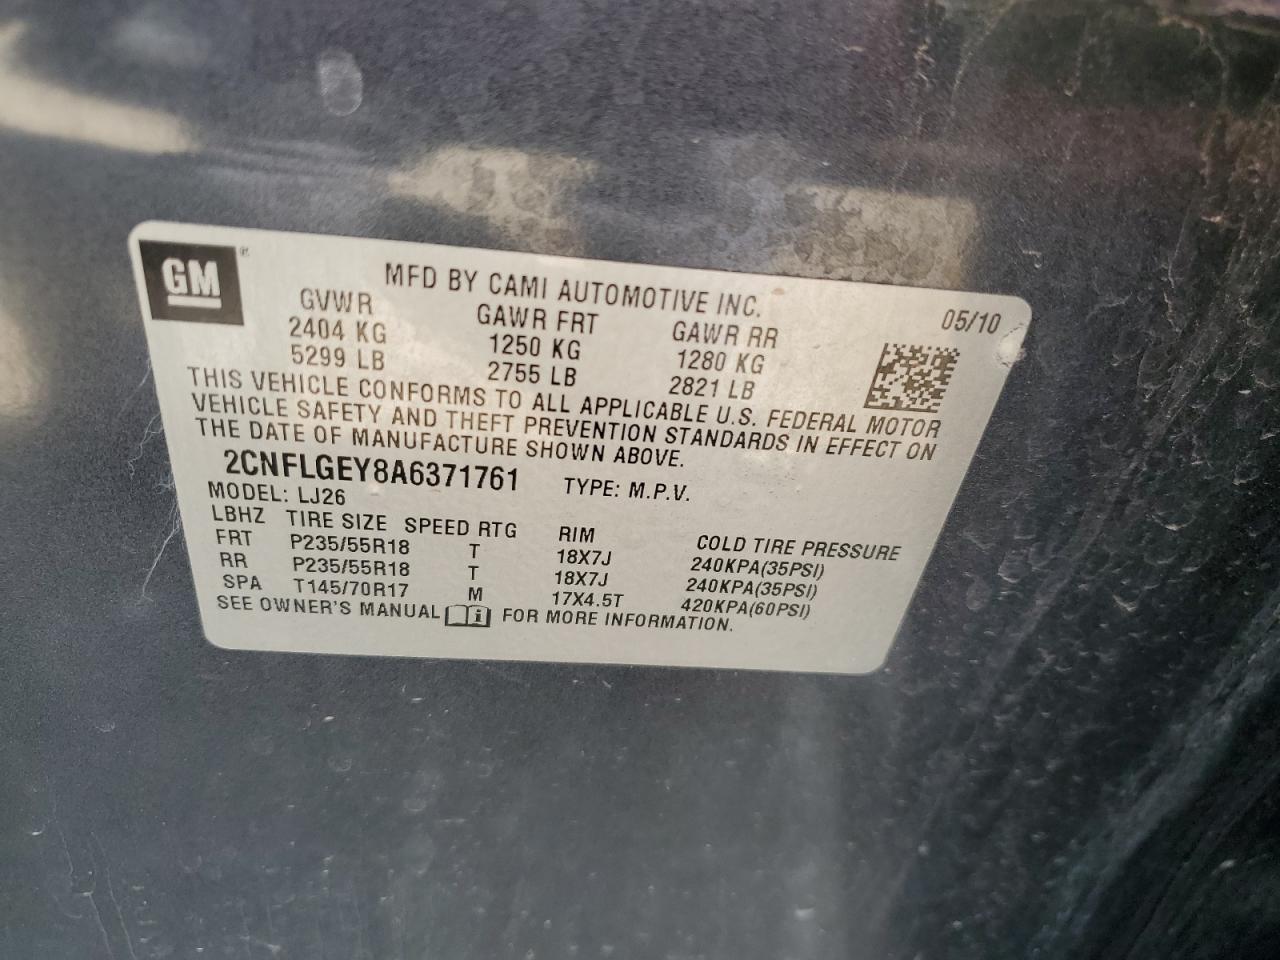 GM
MFD BY CAMI AUTOMOTIVE INC.
05/10
GVWR GAWR FRT GAWR RR
2404 KG 1250 KG 1280 KG
5299 LB 2755 LB 2821 LB
THIS VEHICLE CONFORMS TO ALL APPLICABLE U.S. FEDERAL MOTOR
VEHICLE SAFETY AND THEFT PREVENTION STANDARDS IN EFFECT ON
THE DATE OF MANUFACTURE SHOWN ABOVE.
2CNFLGEY8A6371761 TYPE: M.P.V.
MODEL: LJ26
LBHZ TIRE SIZE SPEED RTG RIM COLD TIRE PRESSURE
FRT P235/55R18 T 18X7J 240KPA(35PSI)
RR P235/55R18 T 18X7J 240KPA(35PSI)
SPA T145/70R17 M 17X4.5T 420KPA(60PSI)
SEE OWNER'S MANUAL i FOR MORE INFORMATION.